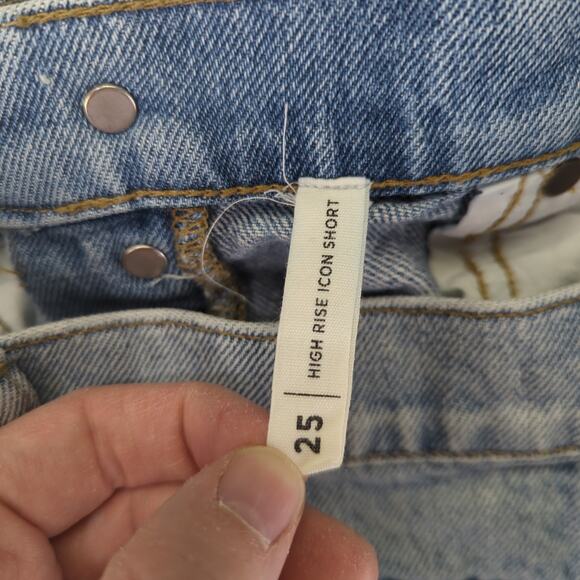 25 | HIGH RISE ICON SHORT